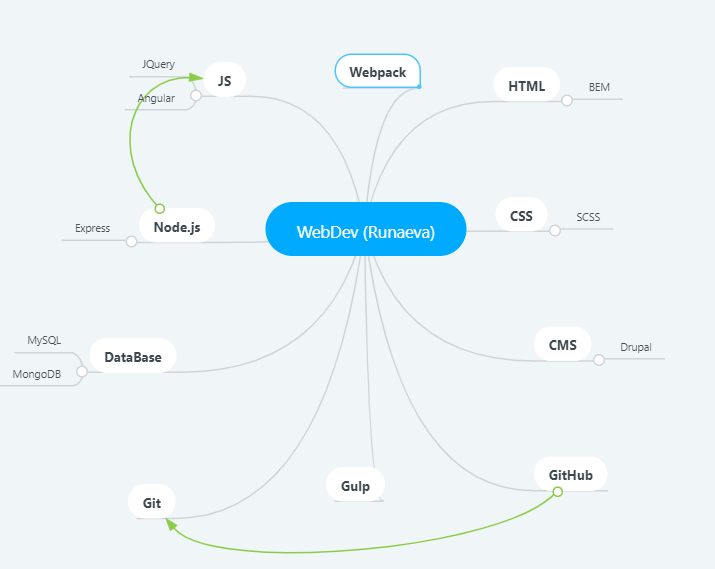 JQuery
JS
Angular
Webpack
HTML
BEM
Node.js
Express
WebDev (Runaeva)
CSS
SCSS
MySQL
DataBase
MongoDB
CMS
Drupal
Git
Gulp
GitHub